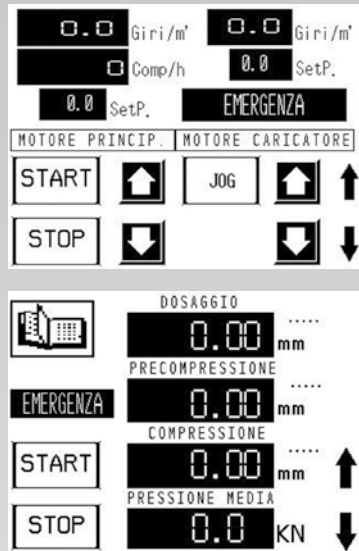 0.0 Giri/m' 0.0 Giri/m'
0 Comp/h 0.0 SetP.
0.0 SetP. EMERGENZA
MOTORE PRINCIP. MOTORE CARICATORE
START JOG
STOP
DOSAGGIO
0.00 mm
PRECOMPRESSIONE
EMERGENZA 0.00 mm
COMPRESSIONE
START 0.00 mm
PRESSIONE MEDIA
STOP 0.0 KN